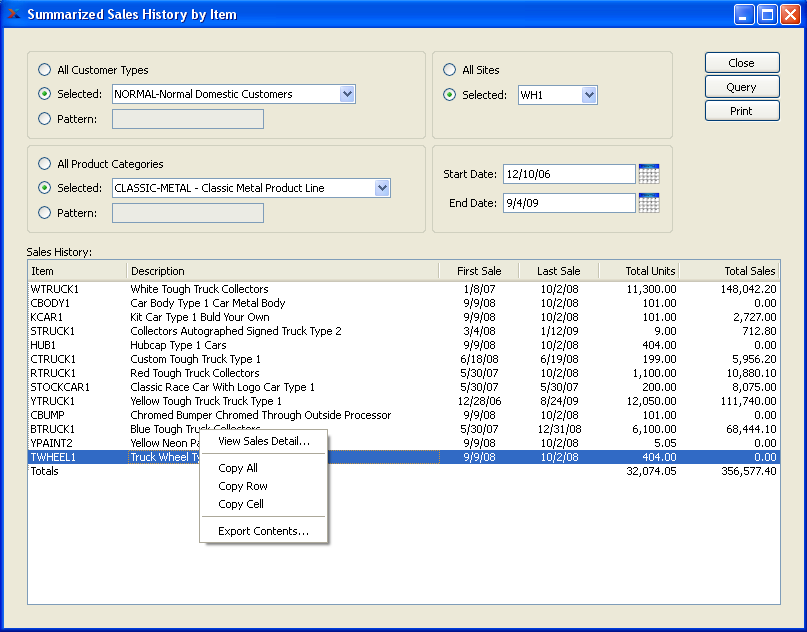 Summarized Sales History by Item
All Customer Types
Selected: NORMAL-Normal Domestic Customers
Pattern:
All Sites
Selected: WH1
Close
Query
Print
All Product Categories
Selected: CLASSIC-METAL - Classic Metal Product Line
Pattern:
Start Date: 12/10/06
End Date: 9/4/09
Sales History:
Item Description First Sale Last Sale Total Units Total Sales
WTRUCK1 White Tough Truck Collectors 1/8/07 10/2/08 11,300.00 148,042.20
CBODY1 Car Body Type 1 Car Metal Body 9/9/08 10/2/08 101.00 0.00
KCAR1 Kit Car Type 1 Buld Your Own 9/9/08 10/2/08 101.00 2,727.00
STRUCK1 Collectors Autographed Signed Truck Type 2 3/4/08 1/12/09 9.00 712.80
HUB1 Hubcap Type 1 Cars 9/9/08 10/2/08 404.00 0.00
CTRUCK1 Custom Tough Truck Type 1 6/18/08 6/19/08 199.00 5,956.20
RTRUCK1 Red Tough Truck Collectors 5/30/07 10/2/08 1,100.00 10,880.10
STOCKCAR1 Classic Race Car With Logo Car Type 1 5/30/07 5/30/07 200.00 8,075.00
YTRUCK1 Yellow Tough Truck Truck Type 1 12/28/06 8/24/09 12,050.00 111,740.00
CBUMP Chromed Bumper Chromed Through Outside Processor 9/9/08 10/2/08 101.00 0.00
BTRUCK1 Blue Tough Truck Collectors 5/30/07 12/31/08 6,100.00 68,444.10
YPAINT2 Yellow Neon Pa 9/9/08 10/2/08 5.05 0.00
TWHEEL1 Truck Wheel Ty 9/9/08 10/2/08 404.00 0.00
Totals 32,074.05 356,577.40
View Sales Detail...
Copy All
Copy Row
Copy Cell
Export Contents...